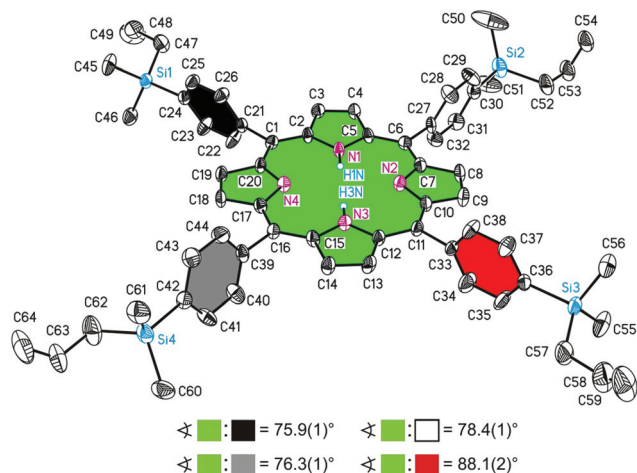 C50
C48
C54
C49
C47
C29
Si2
C25
C28
C45
Si1
C26
C3
C4
C51
C53
C30
C52
C24
C21
C27
C31
C46
C1
C2
C5
C6
C23
C32
C22
N1
N2
C19
C20
H1N
C7
C8
C18
N4
H3N
C9
C17
N3
C10
C44
C38
C16
C15
C12
C11
C37
C56
C43
C39
C14
C13
C33
C36
C61
C42
C40
C34
Si3
C62
C35
C64
C63
C41
C55
Si4
C57
C58
C60
C59
∢ : = 75.9(1)° ∢ : = 78.4(1)°
∢ : = 76.3(1)° ∢ : = 88.1(2)°